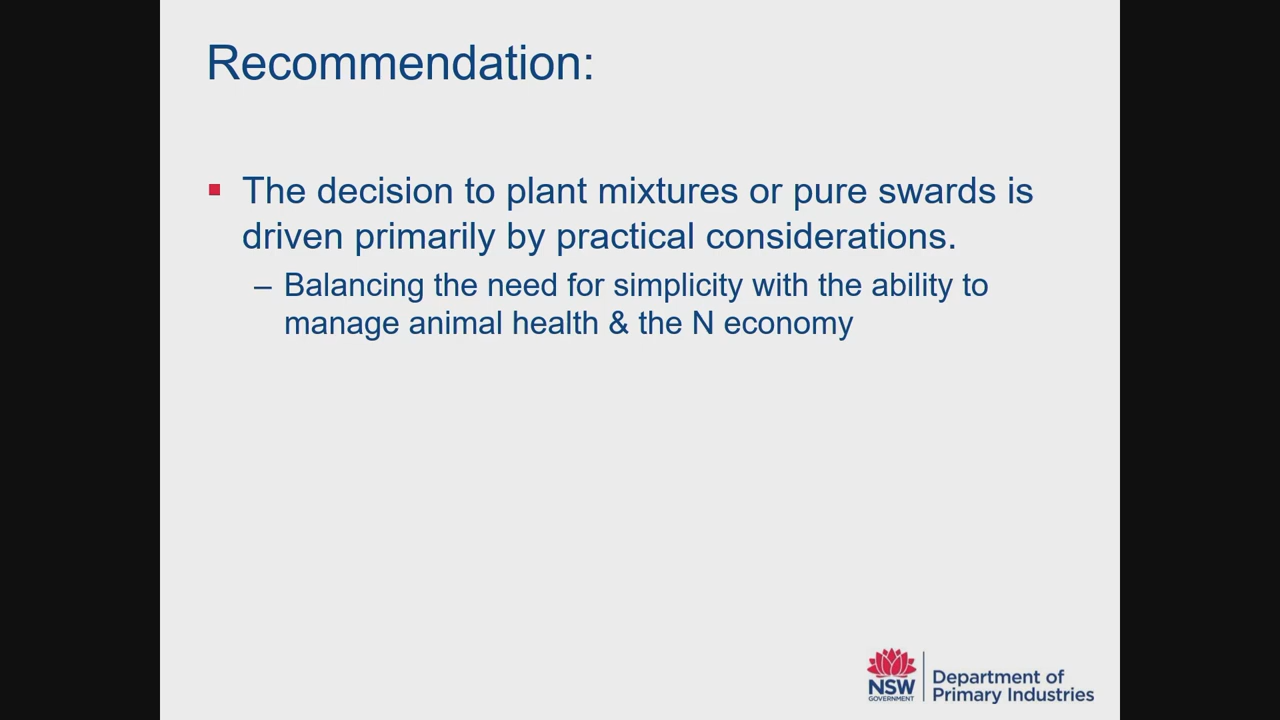 Recommendation:
▪ The decision to plant mixtures or pure swards is
driven primarily by practical considerations.
– Balancing the need for simplicity with the ability to
manage animal health & the N economy
NSW
GOVERNMENT
Department of
Primary Industries